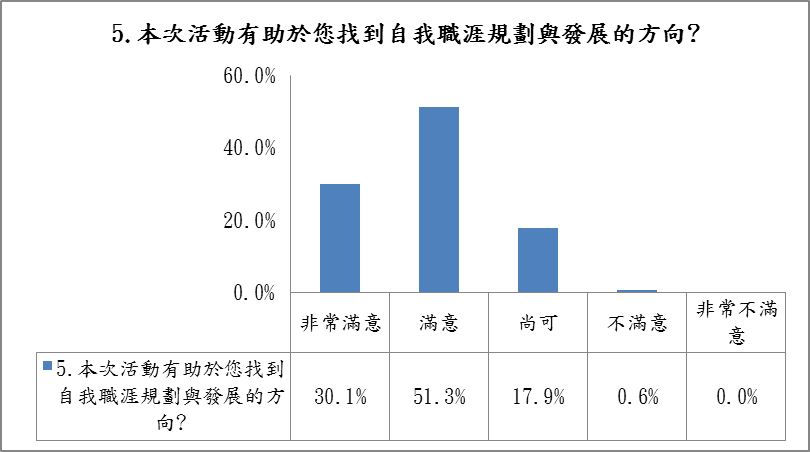 5.本次活動有助於您找到自我職涯規劃與發展的方向?
60.0%
40.0%
20.0%
0.0%
非常滿意
滿意
尚可
不滿意
非常不滿
意
5.本次活動有助於您找到
自我職涯規劃與發展的方
向?
30.1%
51.3%
17.9%
0.6%
0.0%